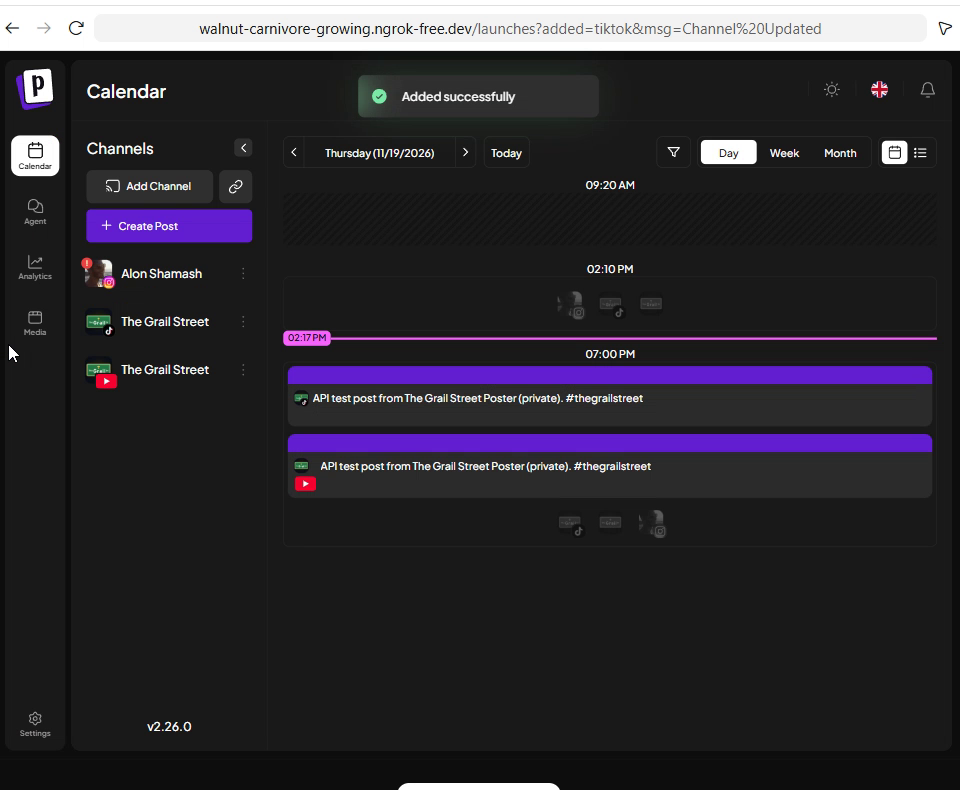 walnut-carnivore-growing.ngrok-free.dev/launches?added=tiktok&msg=Channel%20Updated
P
Calendar
Added successfully
Calendar
Agent
Analytics
Media
Settings
Channels
Add Channel
Create Post
! Alon Shamash
The Grail Street
The Grail Street
v2.26.0
Thursday (11/19/2026)
Today
Day
Week
Month
09:20 AM
02:10 PM
02:17 PM
07:00 PM
API test post from The Grail Street Poster (private). #thegrailstreet
API test post from The Grail Street Poster (private). #thegrailstreet